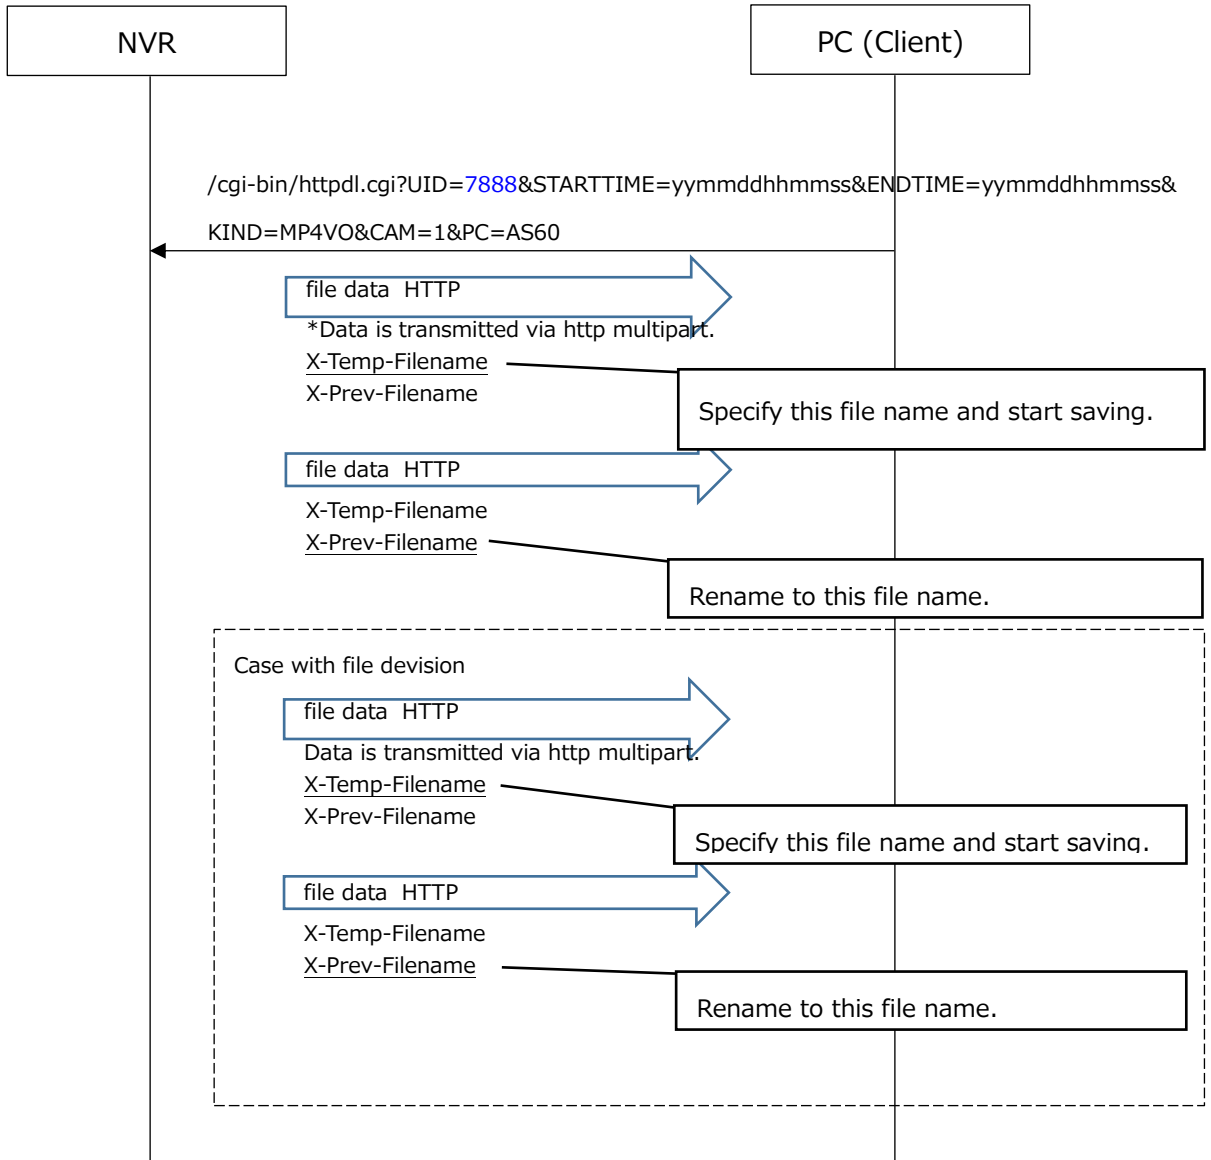 NVR
PC (Client)
/cgi-bin/httpdl.cgi?UID=7888&STARTTIME=yymmddhhmmss&ENDTIME=yymmddhhmmss&
KIND=MP4VO&CAM=1&PC=AS60
file data  HTTP
*Data is transmitted via http multipart.
X-Temp-Filename
X-Prev-Filename
Specify this file name and start saving.
file data  HTTP
X-Temp-Filename
X-Prev-Filename
Rename to this file name.
Case with file devision
file data  HTTP
Data is transmitted via http multipart.
X-Temp-Filename
X-Prev-Filename
Specify this file name and start saving.
file data  HTTP
X-Temp-Filename
X-Prev-Filename
Rename to this file name.